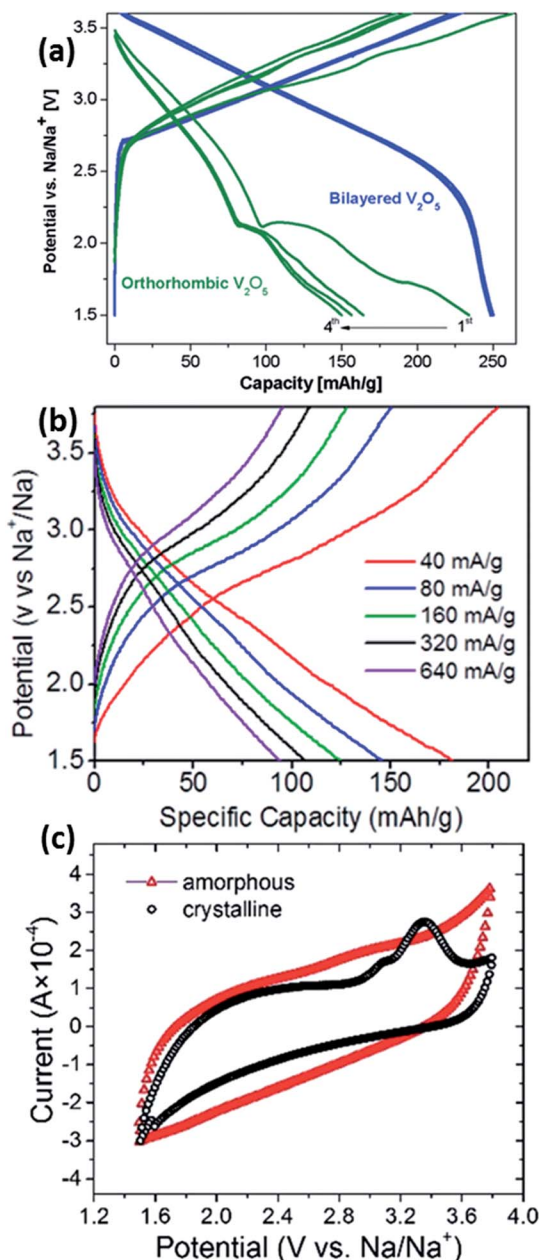 (a)
3.5
3.0
2.5
2.0
1.5
Potential vs. Na/Na⁺ [V]
Bilayered V₂O₅
Orthorhombic V₂O₅
4ᵗʰ
1ˢᵗ
0 50 100 150 200 250
Capacity [mAh/g]
(b)
3.5
3.0
2.5
2.0
1.5
Potential (v vs Na⁺/Na)
40 mA/g
80 mA/g
160 mA/g
320 mA/g
640 mA/g
0 50 100 150 200
Specific Capacity (mAh/g)
(c)
4
3
2
1
0
-1
-2
-3
-4
Current (A×10⁻⁴)
amorphous
crystalline
1.2 1.6 2.0 2.4 2.8 3.2 3.6 4.0
Potential (V vs. Na/Na⁺)